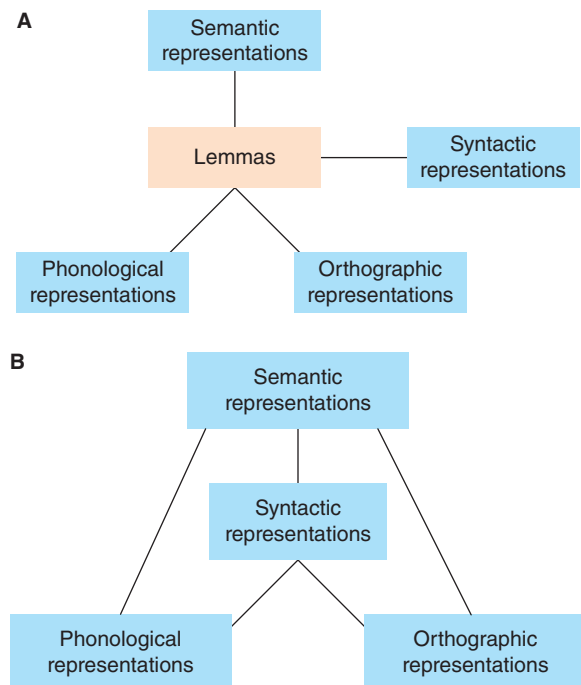 A
Semantic
representations
Lemmas
Syntactic
representations
Phonological
representations
Orthographic
representations
B
Semantic
representations
Syntactic
representations
Phonological
representations
Orthographic
representations